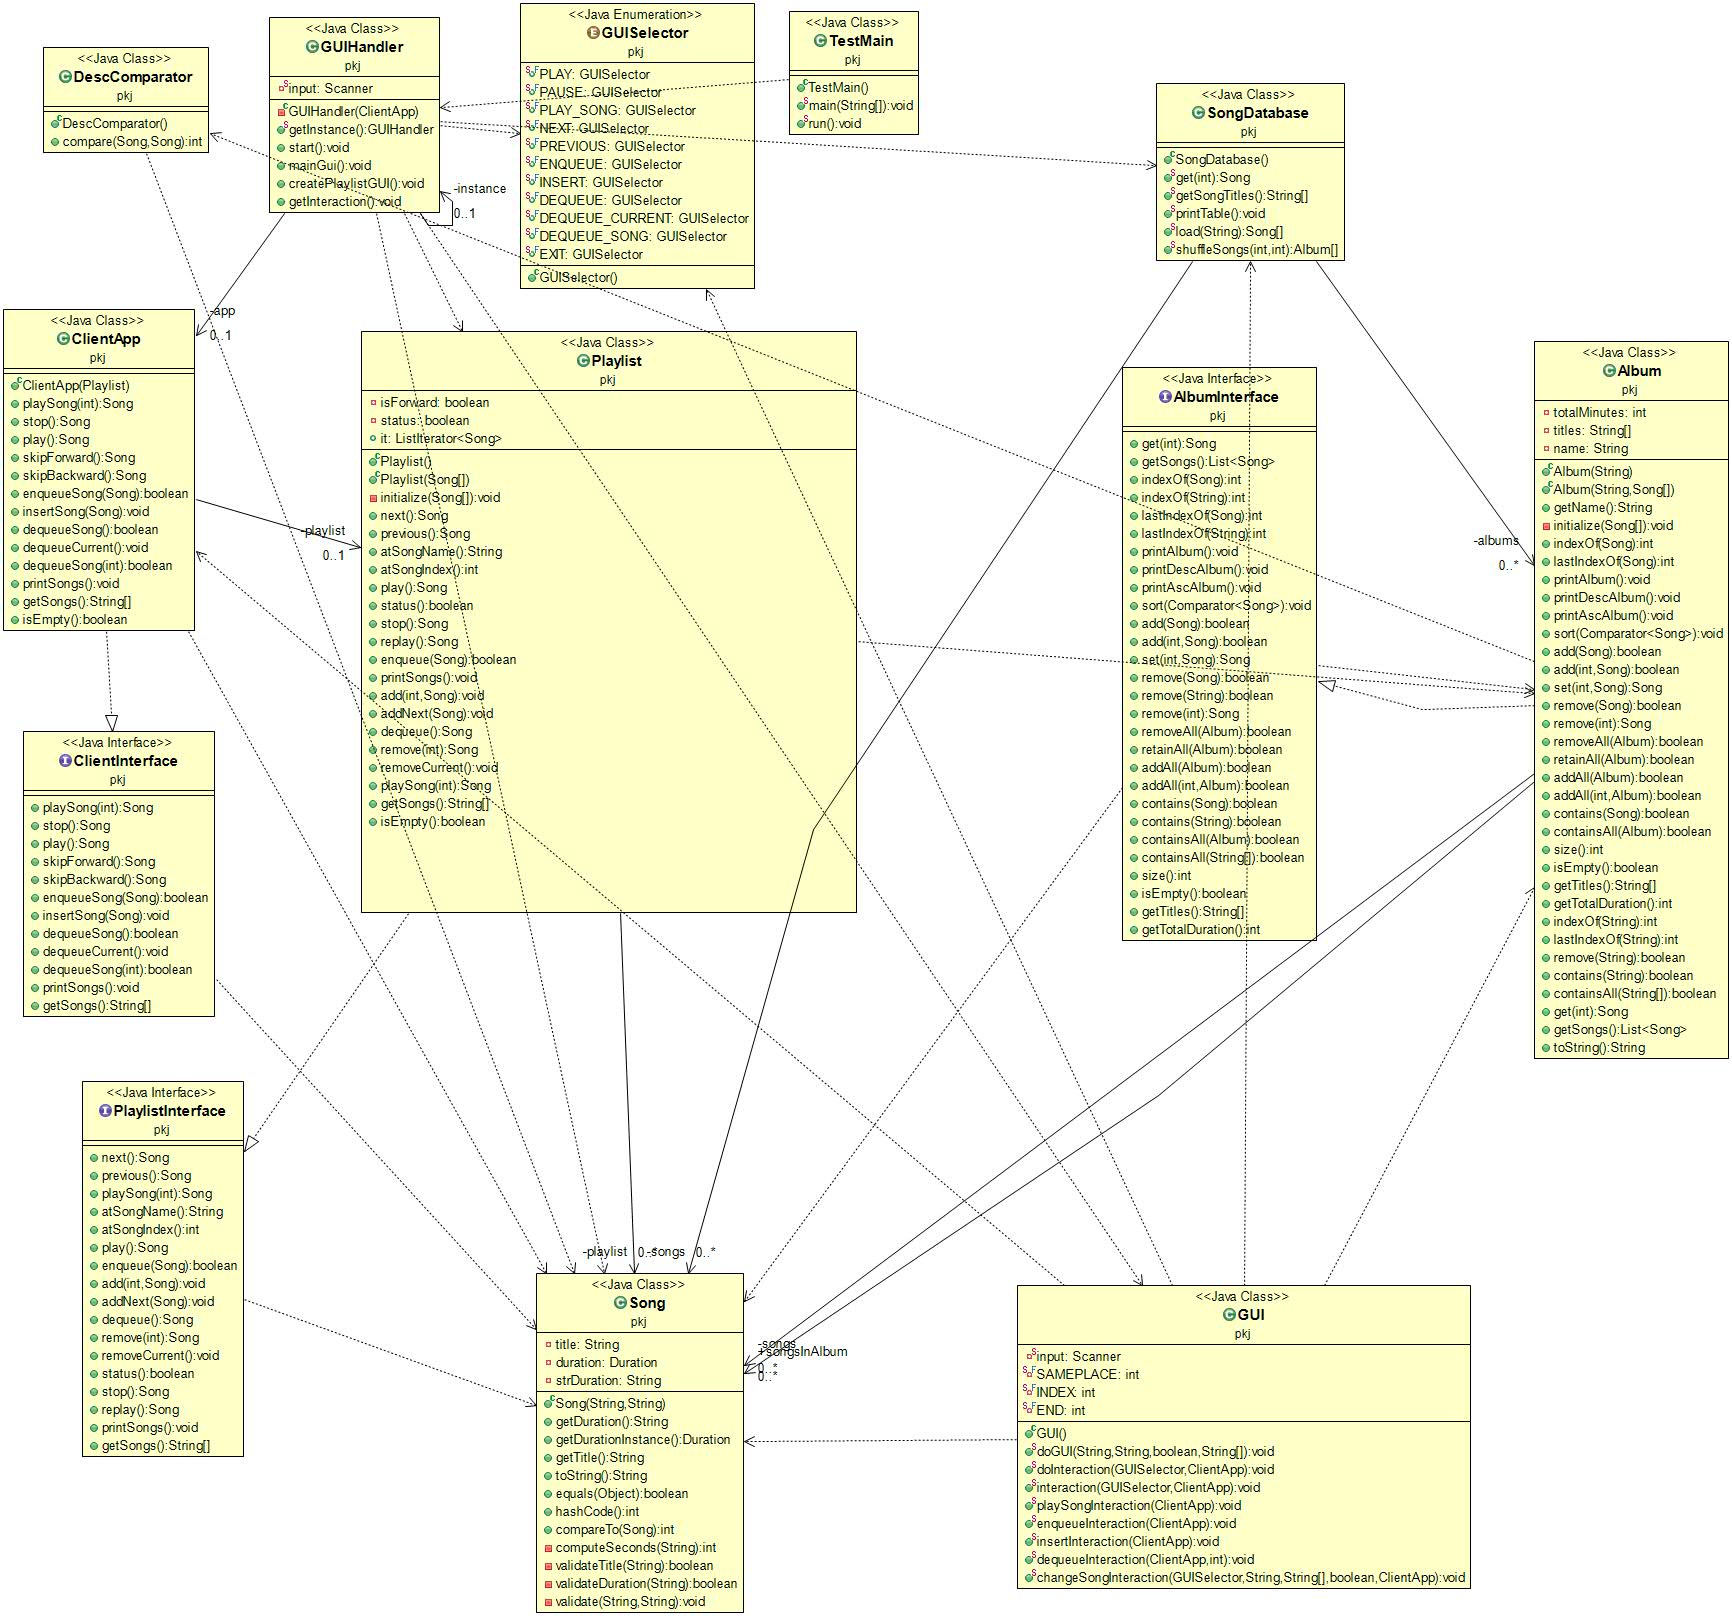 <<Java Class>>
DescComparator
pkj
DescComparator()
compare(Song,Song):int
<<Java Class>>
GUIHandler
pkj
input: Scanner
GUIHandler(ClientApp)
getInstance():GUIHandler
start():void
mainGui():void
createPlaylistGUI():void
getInteraction():void
-instance
0..1
<<Java Enumeration>>
GUISelector
pkj
PLAY: GUISelector
PAUSE: GUISelector
PLAY_SONG: GUISelector
NEXT: GUISelector
PREVIOUS: GUISelector
ENQUEUE: GUISelector
INSERT: GUISelector
DEQUEUE: GUISelector
DEQUEUE_CURRENT: GUISelector
DEQUEUE_SONG: GUISelector
EXIT: GUISelector
GUISelector()
<<Java Class>>
TestMain
pkj
TestMain()
main(String[]):void
run():void
<<Java Class>>
SongDatabase
pkj
SongDatabase()
get(int):Song
getSongTitles():String[]
printTable():void
load(String):Song[]
shuffleSongs(int,int):Album[]
-app
0..1
<<Java Class>>
ClientApp
pkj
ClientApp(Playlist)
playSong(int):Song
stop():Song
play():Song
skipForward():Song
skipBackward():Song
enqueueSong(Song):boolean
insertSong(Song):void
dequeueSong():boolean
dequeueCurrent():void
dequeueSong(int):boolean
printSongs():void
getSongs():String[]
isEmpty():boolean
-playlist
0..1
<<Java Class>>
Playlist
pkj
isForward: boolean
status: boolean
it: ListIterator<Song>
Playlist()
Playlist(Song[])
initialize(Song[]):void
next():Song
previous():Song
atSongName():String
atSongIndex():int
play():Song
status():boolean
stop():Song
replay():Song
enqueue(Song):boolean
printSongs():void
add(int,Song):void
addNext(Song):void
dequeue():Song
remove(int):Song
removeCurrent():void
playSong(int):Song
getSongs():String[]
isEmpty():boolean
<<Java Interface>>
AlbumInterface
pkj
get(int):Song
getSongs():List<Song>
indexOf(Song):int
indexOf(String):int
lastIndexOf(Song):int
lastIndexOf(String):int
printAlbum():void
printDescAlbum():void
printAscAlbum():void
sort(Comparator<Song>):void
add(Song):boolean
add(int,Song):boolean
set(int,Song):Song
remove(Song):boolean
remove(String):boolean
remove(int):Song
removeAll(Album):boolean
retainAll(Album):boolean
addAll(Album):boolean
addAll(int,Album):boolean
contains(Song):boolean
contains(String):boolean
containsAll(Album):boolean
containsAll(String[]):boolean
size():int
isEmpty():boolean
getTitles():String[]
getTotalDuration():int
-albums
0..*
<<Java Class>>
Album
pkj
totalMinutes: int
titles: String[]
name: String
Album(String)
Album(String,Song[])
getName():String
initialize(Song[]):void
indexOf(Song):int
lastIndexOf(Song):int
printAlbum():void
printDescAlbum():void
printAscAlbum():void
sort(Comparator<Song>):void
add(Song):boolean
add(int,Song):boolean
set(int,Song):Song
remove(Song):boolean
remove(int):Song
removeAll(Album):boolean
retainAll(Album):boolean
addAll(Album):boolean
addAll(int,Album):boolean
contains(Song):boolean
containsAll(Album):boolean
size():int
isEmpty():boolean
getTitles():String[]
getTotalDuration():int
indexOf(String):int
lastIndexOf(String):int
remove(String):boolean
contains(String):boolean
containsAll(String[]):boolean
get(int):Song
getSongs():List<Song>
toString():String
<<Java Interface>>
ClientInterface
pkj
playSong(int):Song
stop():Song
play():Song
skipForward():Song
skipBackward():Song
enqueueSong(Song):boolean
insertSong(Song):void
dequeueSong():boolean
dequeueCurrent():void
dequeueSong(int):boolean
printSongs():void
getSongs():String[]
<<Java Interface>>
PlaylistInterface
pkj
next():Song
previous():Song
playSong(int):Song
atSongName():String
atSongIndex():int
play():Song
enqueue(Song):boolean
add(int,Song):void
addNext(Song):void
dequeue():Song
remove(int):Song
removeCurrent():void
status():boolean
stop():Song
replay():Song
printSongs():void
getSongs():String[]
-playlist
0..*
-songs
0..*
<<Java Class>>
Song
pkj
title: String
duration: Duration
strDuration: String
Song(String,String)
getDuration():String
getDurationInstance():Duration
getTitle():String
toString():String
equals(Object):boolean
hashCode():int
compareTo(Song):int
computeSeconds(String):int
validateTitle(String):boolean
validateDuration(String):boolean
validate(String,String):void
-songs
+songsInAlbum
0..*
0..*
<<Java Class>>
GUI
pkj
input: Scanner
SAMEPLACE: int
INDEX: int
END: int
GUI()
doGUI(String,String,boolean,String[]):void
doInteraction(GUISelector,ClientApp):void
interaction(GUISelector,ClientApp):void
playSongInteraction(ClientApp):void
enqueueInteraction(ClientApp):void
insertInteraction(ClientApp):void
dequeueInteraction(ClientApp,int):void
changeSongInteraction(GUISelector,String,String[],boolean,ClientApp):void